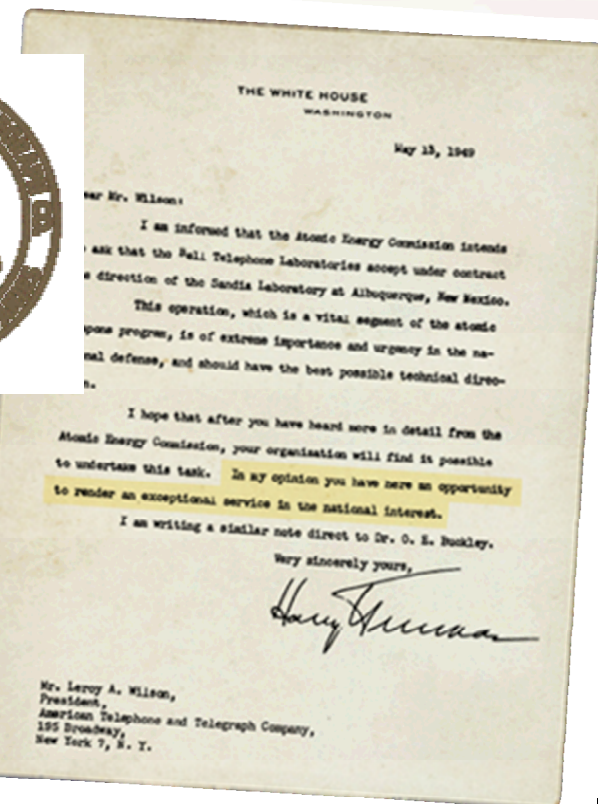 THE WHITE HOUSE
WASHINGTON
May 13, 1949
ear Mr. Wilson:
I am informed that the Atomic Energy Commission intends
ask that the Bell Telephone Laboratories accept under contract
e direction of the Sandia Laboratory at Albuquerque, New Mexico.
This operation, which is a vital segment of the atomic
pons program, is of extreme importance and urgency in the na-
nal defense, and should have the best possible technical direc-
n.
I hope that after you have heard more in detail from the
Atomic Energy Commission, your organization will find it possible
to undertake this task. In my opinion you have here an opportunity
to render an exceptional service in the national interest.
I am writing a similar note direct to Dr. O. E. Buckley.
Very sincerely yours,
Harry Truman
Mr. Leroy A. Wilson,
President,
American Telephone and Telegraph Company,
195 Broadway,
New York 7, N. Y.